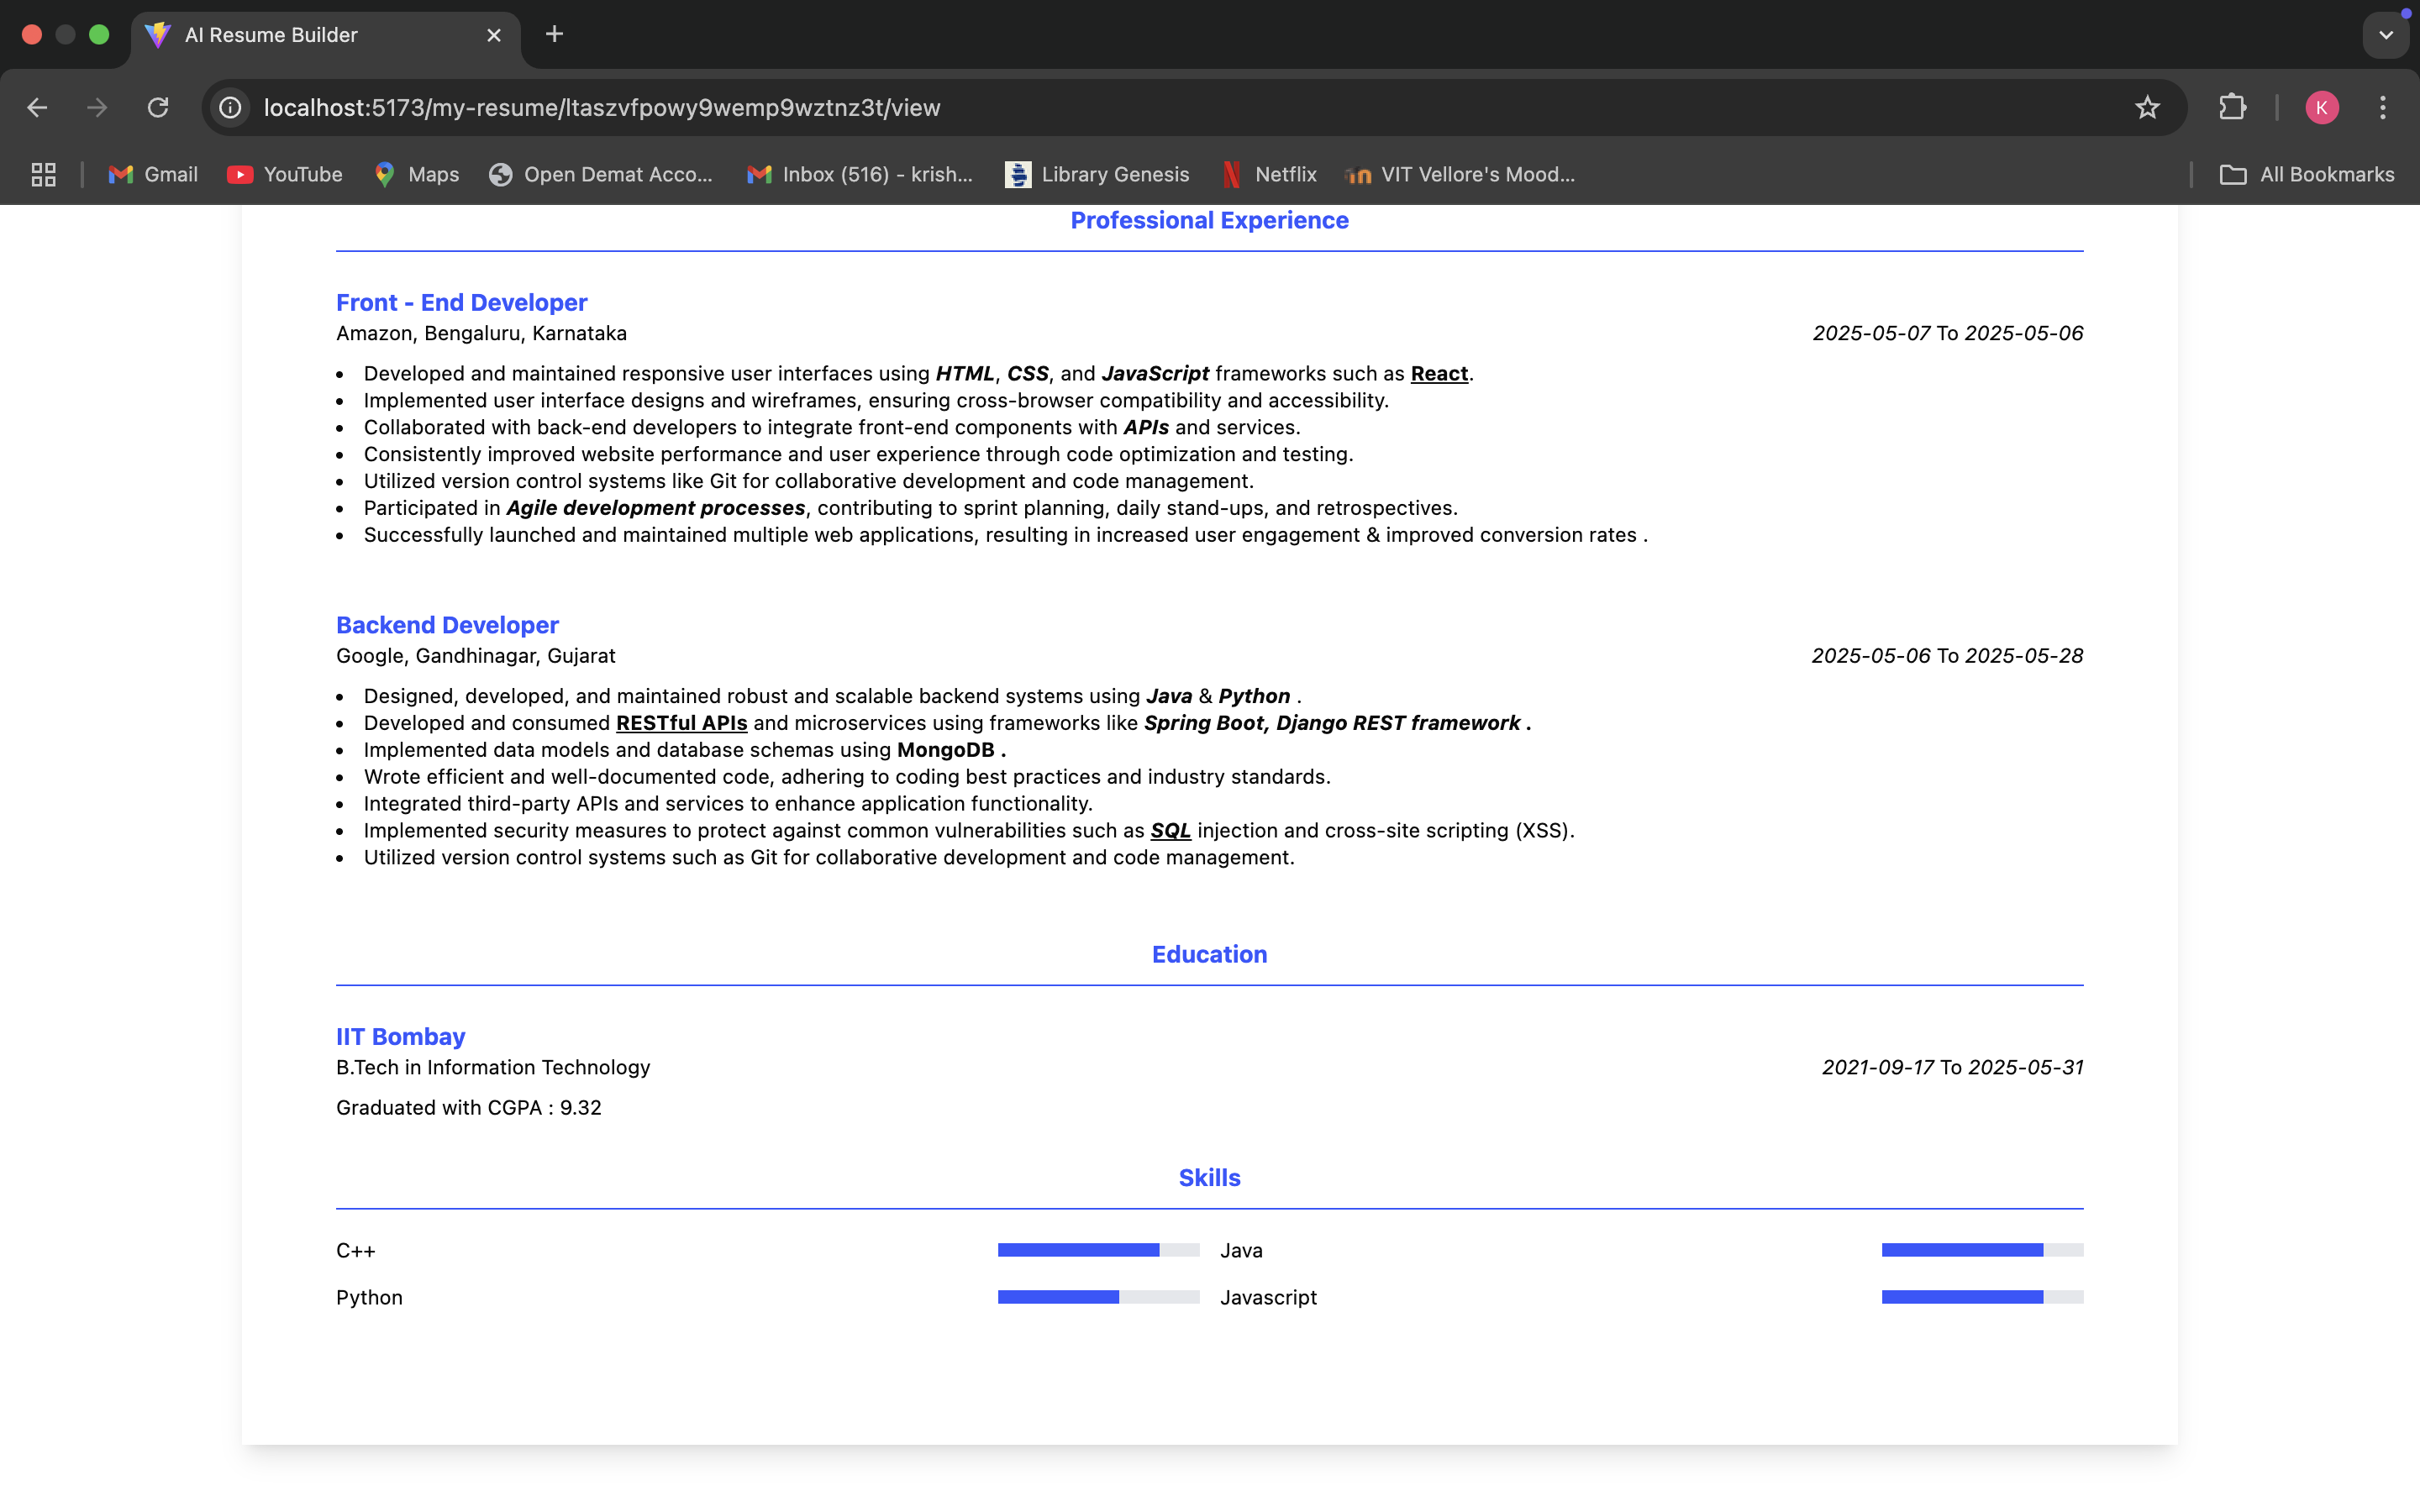 AI Resume Builder
localhost:5173/my-resume/ltaszvfpowy9wemp9wztnz3t/view
K
Gmail YouTube Maps Open Demat Acco... Inbox (516) - krish... Library Genesis Netflix VIT Vellore's Mood... All Bookmarks
Professional Experience
Front - End Developer
Amazon, Bengaluru, Karnataka 2025-05-07 To 2025-05-06
• Developed and maintained responsive user interfaces using HTML, CSS, and JavaScript frameworks such as React.
• Implemented user interface designs and wireframes, ensuring cross-browser compatibility and accessibility.
• Collaborated with back-end developers to integrate front-end components with APIs and services.
• Consistently improved website performance and user experience through code optimization and testing.
• Utilized version control systems like Git for collaborative development and code management.
• Participated in Agile development processes, contributing to sprint planning, daily stand-ups, and retrospectives.
• Successfully launched and maintained multiple web applications, resulting in increased user engagement & improved conversion rates .
Backend Developer
Google, Gandhinagar, Gujarat 2025-05-06 To 2025-05-28
• Designed, developed, and maintained robust and scalable backend systems using Java & Python .
• Developed and consumed RESTful APIs and microservices using frameworks like Spring Boot, Django REST framework .
• Implemented data models and database schemas using MongoDB .
• Wrote efficient and well-documented code, adhering to coding best practices and industry standards.
• Integrated third-party APIs and services to enhance application functionality.
• Implemented security measures to protect against common vulnerabilities such as SQL injection and cross-site scripting (XSS).
• Utilized version control systems such as Git for collaborative development and code management.
Education
IIT Bombay
B.Tech in Information Technology 2021-09-17 To 2025-05-31
Graduated with CGPA : 9.32
Skills
C++ Java
Python Javascript